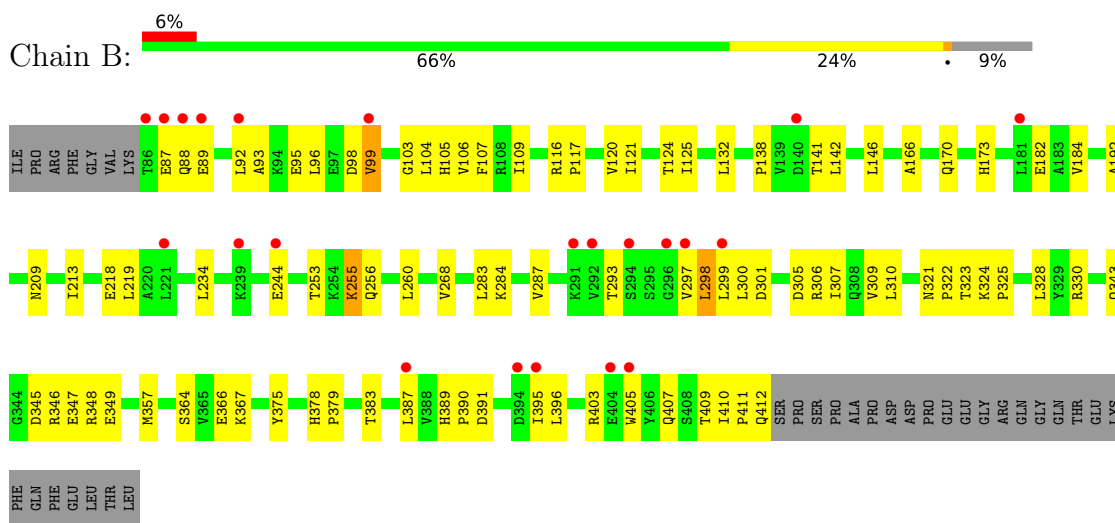 6%
Chain B:
66% 24% • 9%
ILE PRO ARG PHE GLY VAL LYS T86 E87 Q88 E89 L92 A93 K94 E95 L96 E97 D98 V99 G103 L104 H105 V106 F107 R108 I109 R116 P117 V120 I121 T124 I125 L132 P138 V139 D140 T141 L142 L146 A166 Q170 H173 L181 E182 A183 V184
N209 I213 E218 L219 A220 L221 L234 K239 E244 T253 K254 K255 Q256 L260 V268 L283 K284 V287 K291 V292 T293 S294 S295 G296 V297 L298 L299 L300 D301 D305 R306 I307 Q308 V309 L310 N321 P322 T323 K324 P325 L328 Y329 R330
G344 D345 R346 E347 R348 E349 M357 S364 V365 E366 K367 Y375 H378 P379 T383 L387 V388 H389 P390 D391 D394 I395 L396 R403 E404 W405 Y406 Q407 S408 T409 I410 P411 Q412 SER PRO SER PRO ALA PRO ASP ASP PRO GLU GLU GLY ARG GLN GLY GLN THR GLU LYS
PHE GLN PHE GLU LEU THR LEU